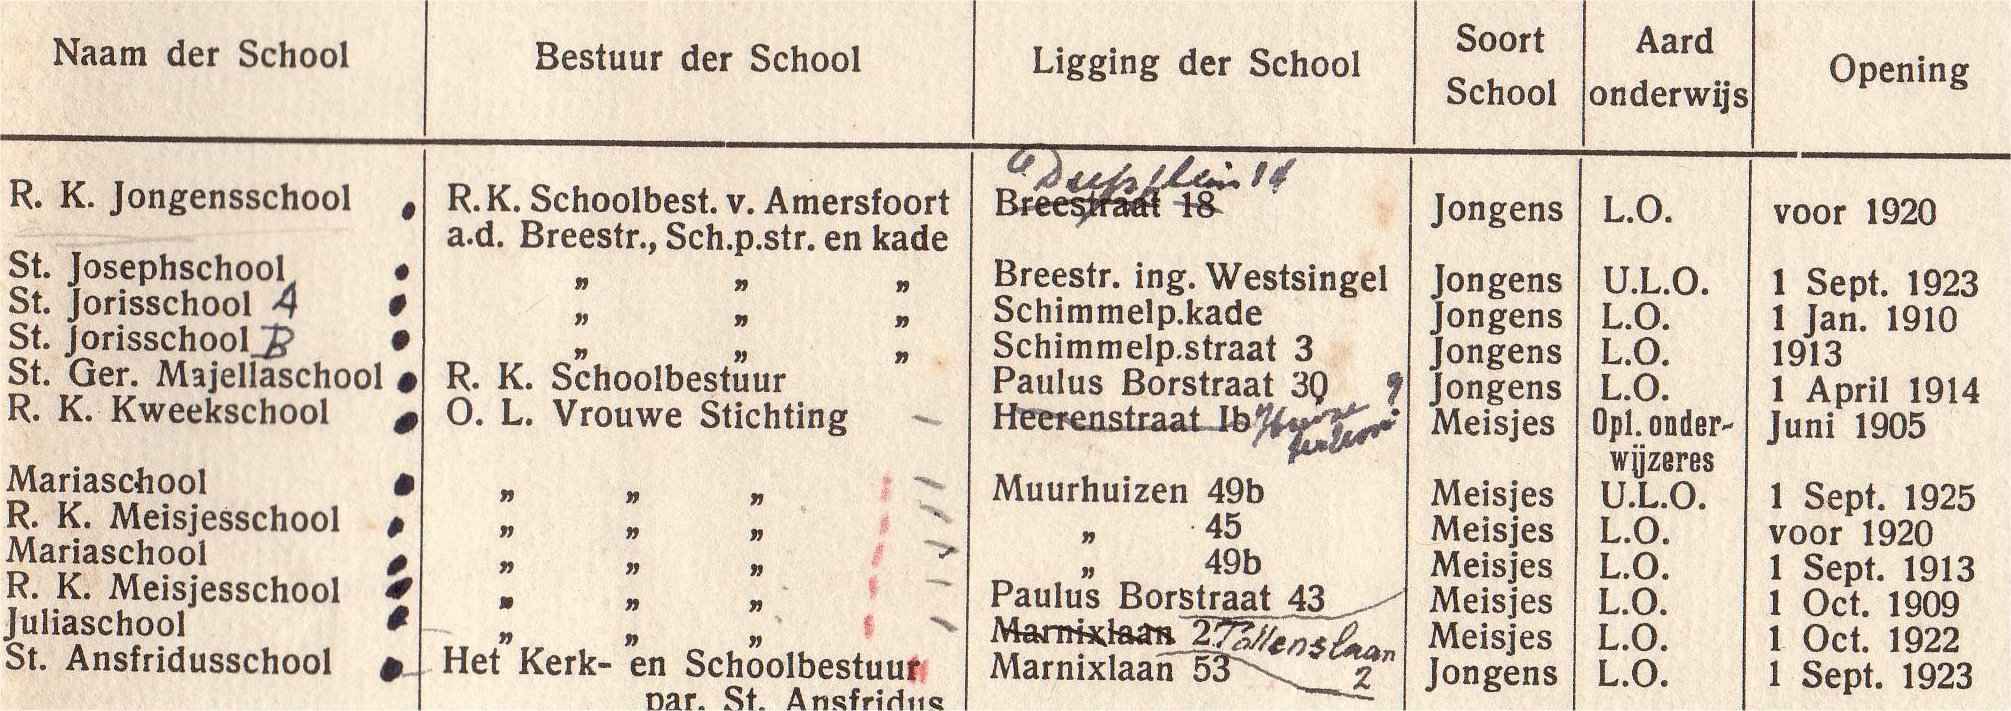 Naam der School Bestuur der School Ligging der School Soort School Aard onderwijs Opening
14
R. K. Jongensschool R.K. Schoolbest. v. Amersfoort Breestraat 18 Jongens L.O. voor 1920
a.d. Breestr., Sch.p.str. en kade
St. Josephschool „ „ „ Breestr. ing. Westsingel Jongens U.L.O. 1 Sept. 1923
St. Jorisschool A „ „ „ Schimmelp.kade Jongens L.O. 1 Jan. 1910
St. Jorisschool B „ „ „ Schimmelp.straat 3 Jongens L.O. 1913
St. Ger. Majellaschool R. K. Schoolbestuur Paulus Borstraat 30 9 Jongens L.O. 1 April 1914
R. K. Kweekschool O. L. Vrouwe Stichting Heerenstraat 1b Meisjes Opl. onder- Juni 1905
wijzeres
Mariaschool „ „ „ Muurhuizen 49b Meisjes U.L.O. 1 Sept. 1925
R. K. Meisjesschool „ „ „ „ 45 Meisjes L.O. voor 1920
Mariaschool „ „ „ „ 49b Meisjes L.O. 1 Sept. 1913
R. K. Meisjesschool „ „ „ Paulus Borstraat 43 Meisjes L.O. 1 Oct. 1909
Juliaschool „ „ „ Marnixlaan 2 Tollenslaan 2 Meisjes L.O. 1 Oct. 1922
St. Ansfridusschool Het Kerk- en Schoolbestuur Marnixlaan 53 Jongens L.O. 1 Sept. 1923
par. St. Ansfridus